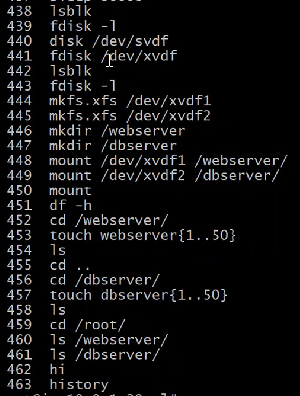 438 lsblk
439 fdisk -l
440 disk /dev/svdf
441 fdisk /dev/xvdf
442 lsblk
443 fdisk -l
444 mkfs.xfs /dev/xvdf1
445 mkfs.xfs /dev/xvdf2
446 mkdir /webserver
447 mkdir /dbserver
448 mount /dev/xvdf1 /webserver/
449 mount /dev/xvdf2 /dbserver/
450 mount
451 df -h
452 cd /webserver/
453 touch webserver{1..50}
454 ls
455 cd ..
456 cd /dbserver/
457 touch dbserver{1..50}
458 ls
459 cd /root/
460 ls /webserver/
461 ls /dbserver/
462 hi
463 history